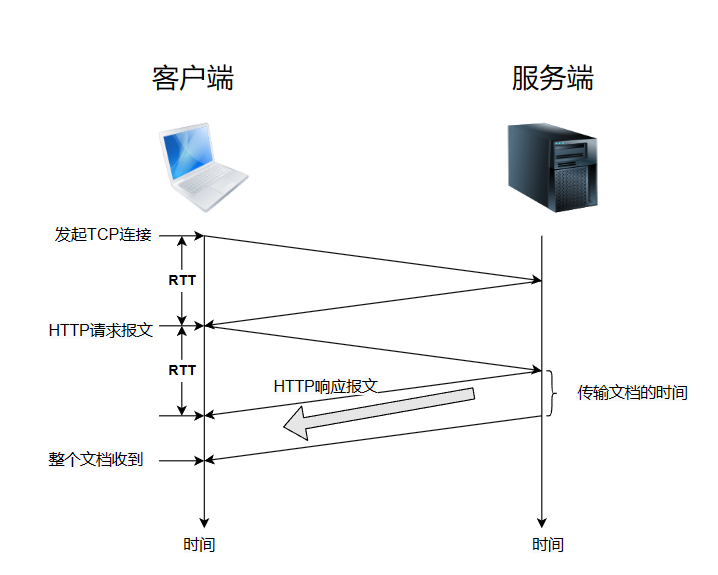 客户端
服务端
发起TCP连接
RTT
HTTP请求报文
RTT
HTTP响应报文
传输文档的时间
整个文档收到
时间
时间